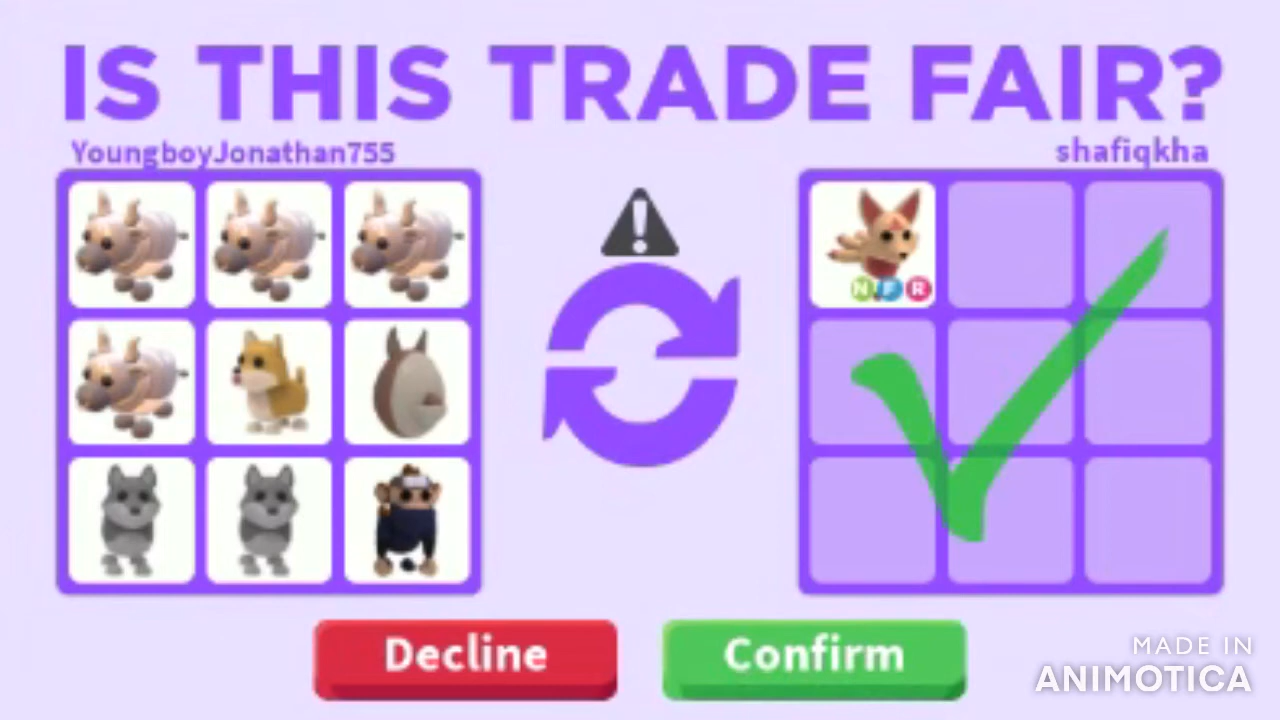 IS THIS TRADE FAIR?
YoungboyJonathan755
shafiqkha
!
N F R
Decline
Confirm
MADE IN
ANIMOTICA